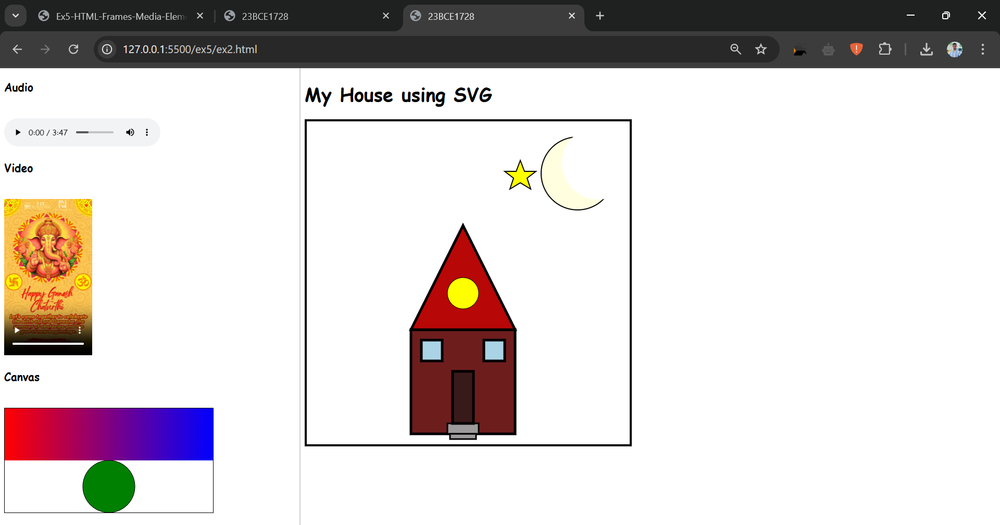 Ex5-HTML-Frames-Media-Elem
23BCE1728
23BCE1728
127.0.0.1:5500/ex5/ex2.html
Audio
0:00 / 3:47
Video
VIT
Happy Ganesh
Chaturthi
Let's come together to celebrate
the birth of Lord Ganesha, the
remover of obstacles and the
god of new beginnings.
Canvas
My House using SVG